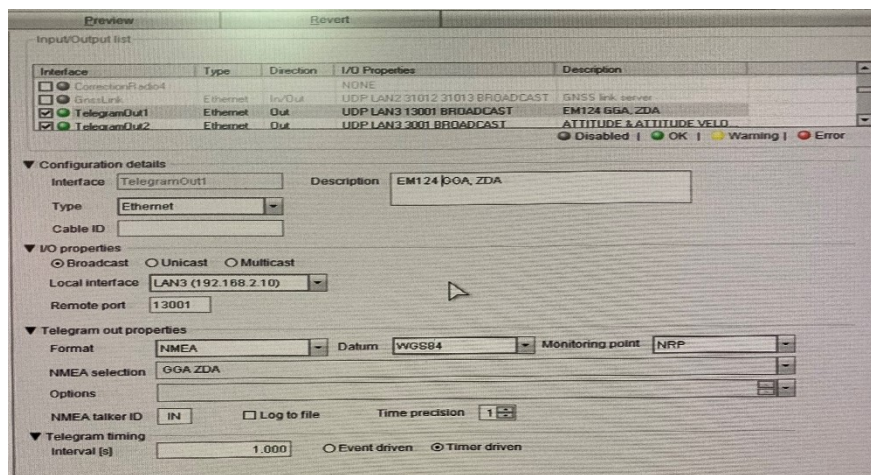 Preview Revert
Input/Output list
Interface Type Direction I/O Properties Description
CorrectionRadio4 NONE
GnssLink Ethernet In/Out UDP LAN2 31012 31013 BROADCAST GNSS link server
TelegramOut1 Ethernet Out UDP LAN3 13001 BROADCAST EM124 GGA, ZDA
TelegramOut2 Ethernet Out UDP LAN3 3001 BROADCAST ATTITUDE & ATTITUDE VELO...
Disabled | OK | Warning | Error
Configuration details
Interface TelegramOut1 Description EM124 GGA, ZDA
Type Ethernet
Cable ID
I/O properties
Broadcast Unicast Multicast
Local interface LAN3 (192.168.2.10)
Remote port 13001
Telegram out properties
Format NMEA Datum WGS84 Monitoring point NRP
NMEA selection GGA ZDA
Options
NMEA talker ID IN Log to file Time precision 1
Telegram timing
Interval [s] 1.000 Event driven Timer driven